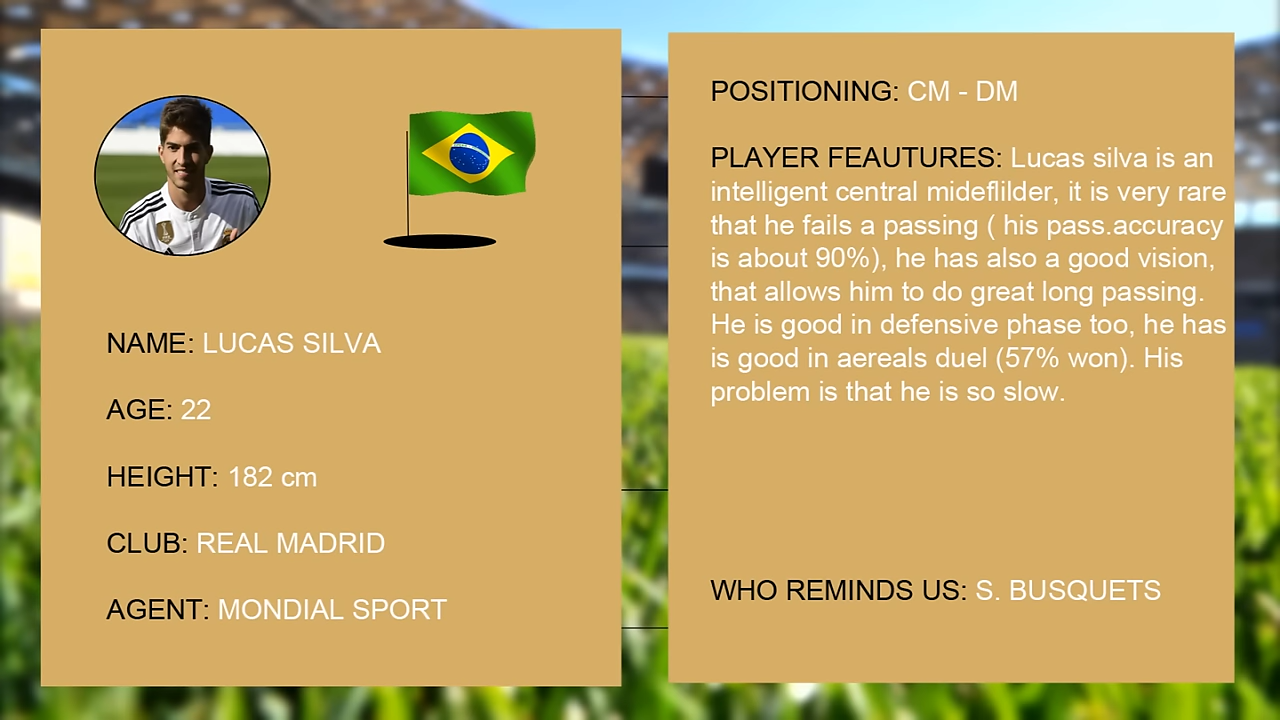 NAME: LUCAS SILVA
AGE: 22
HEIGHT: 182 cm
CLUB: REAL MADRID
AGENT: MONDIAL SPORT
POSITIONING: CM - DM
PLAYER FEAUTURES: Lucas silva is an
intelligent central mideflilder, it is very rare
that he fails a passing ( his pass.accuracy
is about 90%), he has also a good vision,
that allows him to do great long passing.
He is good in defensive phase too, he has
is good in aereals duel (57% won). His
problem is that he is so slow.
WHO REMINDS US: S. BUSQUETS